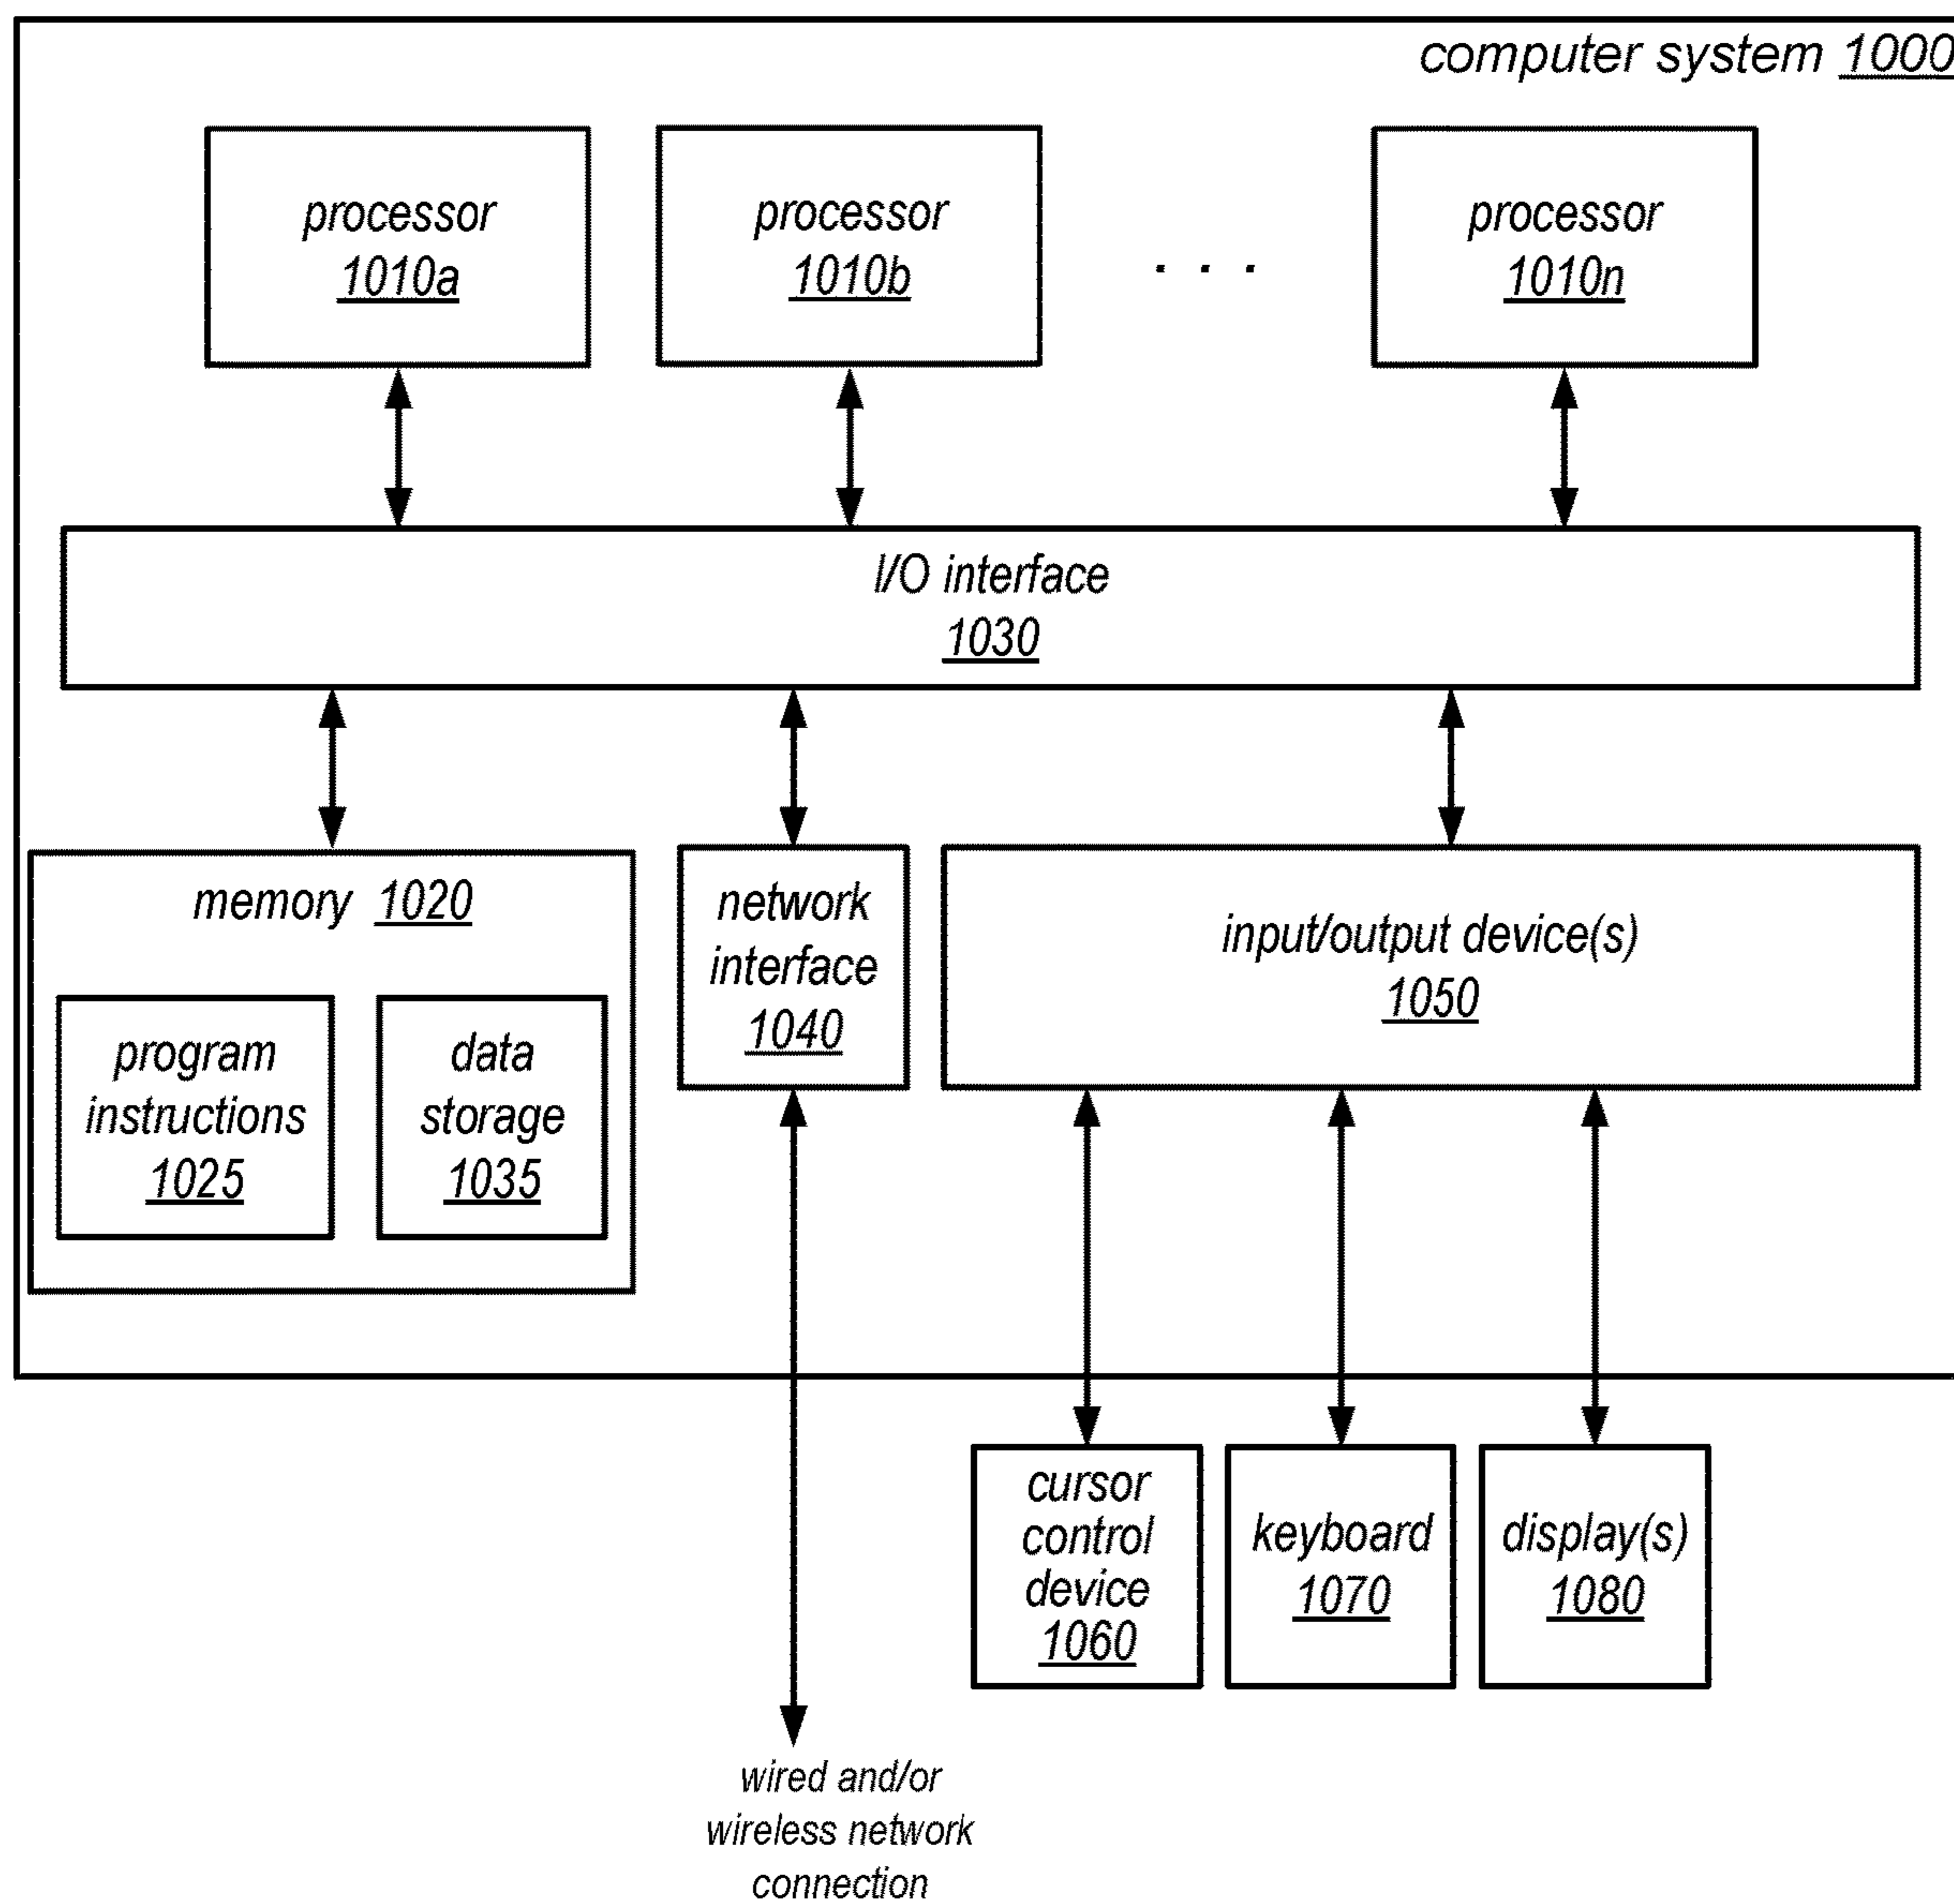 computer system 1000
processor
1010a
processor
1010b
. . .
processor
1010n
I/O interface
1030
memory 1020
program
instructions
1025
data
storage
1035
network
interface
1040
input/output device(s)
1050
cursor
control
device
1060
keyboard
1070
display(s)
1080
wired and/or
wireless network
connection